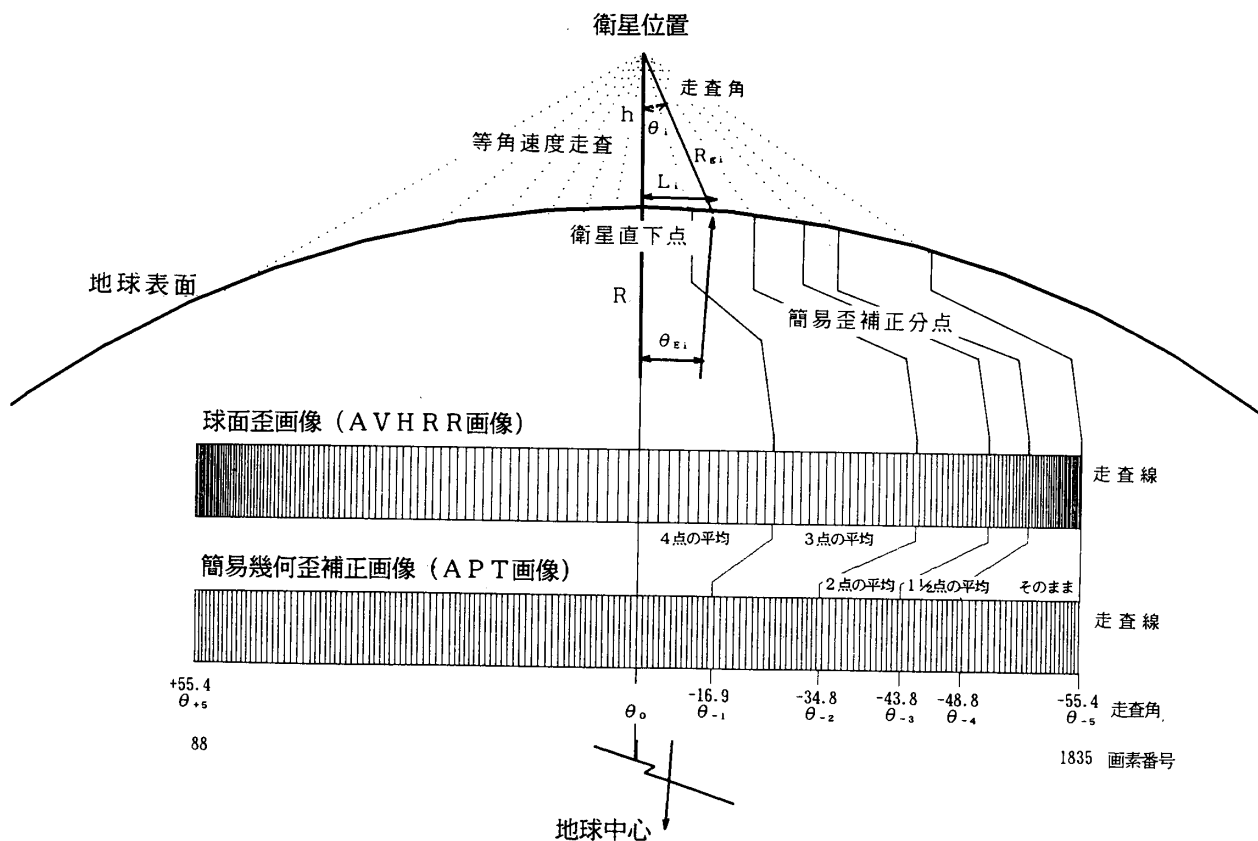 衛星位置
走査角
h
θi
等角速度走査
Rgi
Li
衛星直下点
地球表面
R
簡易歪補正分点
θEi
球面歪画像(AVHRR画像)
走査線
4点の平均 3点の平均
簡易幾何歪補正画像(APT画像)
2点の平均 1½点の平均 そのまま
走査線
+55.4 -16.9 -34.8 -43.8 -48.8 -55.4
θ+5 θ0 θ-1 θ-2 θ-3 θ-4 θ-5 走査角
88 1835 画素番号
地球中心